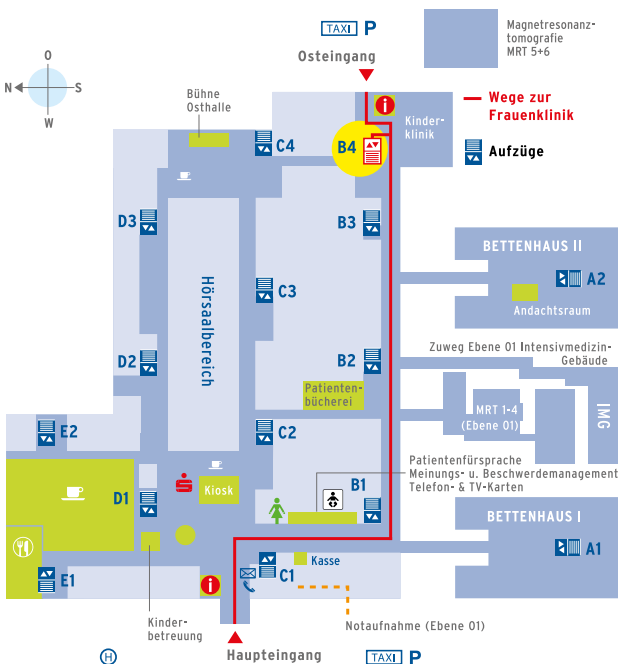 TAXI P
Osteingang
Magnetresonanz-
tomografie
MRT 5+6
O
N
S
W
Bühne
Osthalle
i
Wege zur
Frauenklinik
Kinder-
klinik
Aufzüge
C4
B4
D3
B3
C3
Hörsaalbereich
BETTENHAUS II
A2
Andachtsraum
D2
B2
Zuweg Ebene 01 Intensivmedizin-
Gebäude
Patienten-
bücherei
MRT 1-4
(Ebene 01)
IMG
E2
C2
Patientenfürsprache
Meinungs- u. Beschwerdemanagement
Telefon- & TV-Karten
D1
S
Kiosk
B1
BETTENHAUS I
A1
E1
i
C1
Kasse
Kinder-
betreuung
Notaufnahme (Ebene 01)
H
Haupteingang
TAXI P